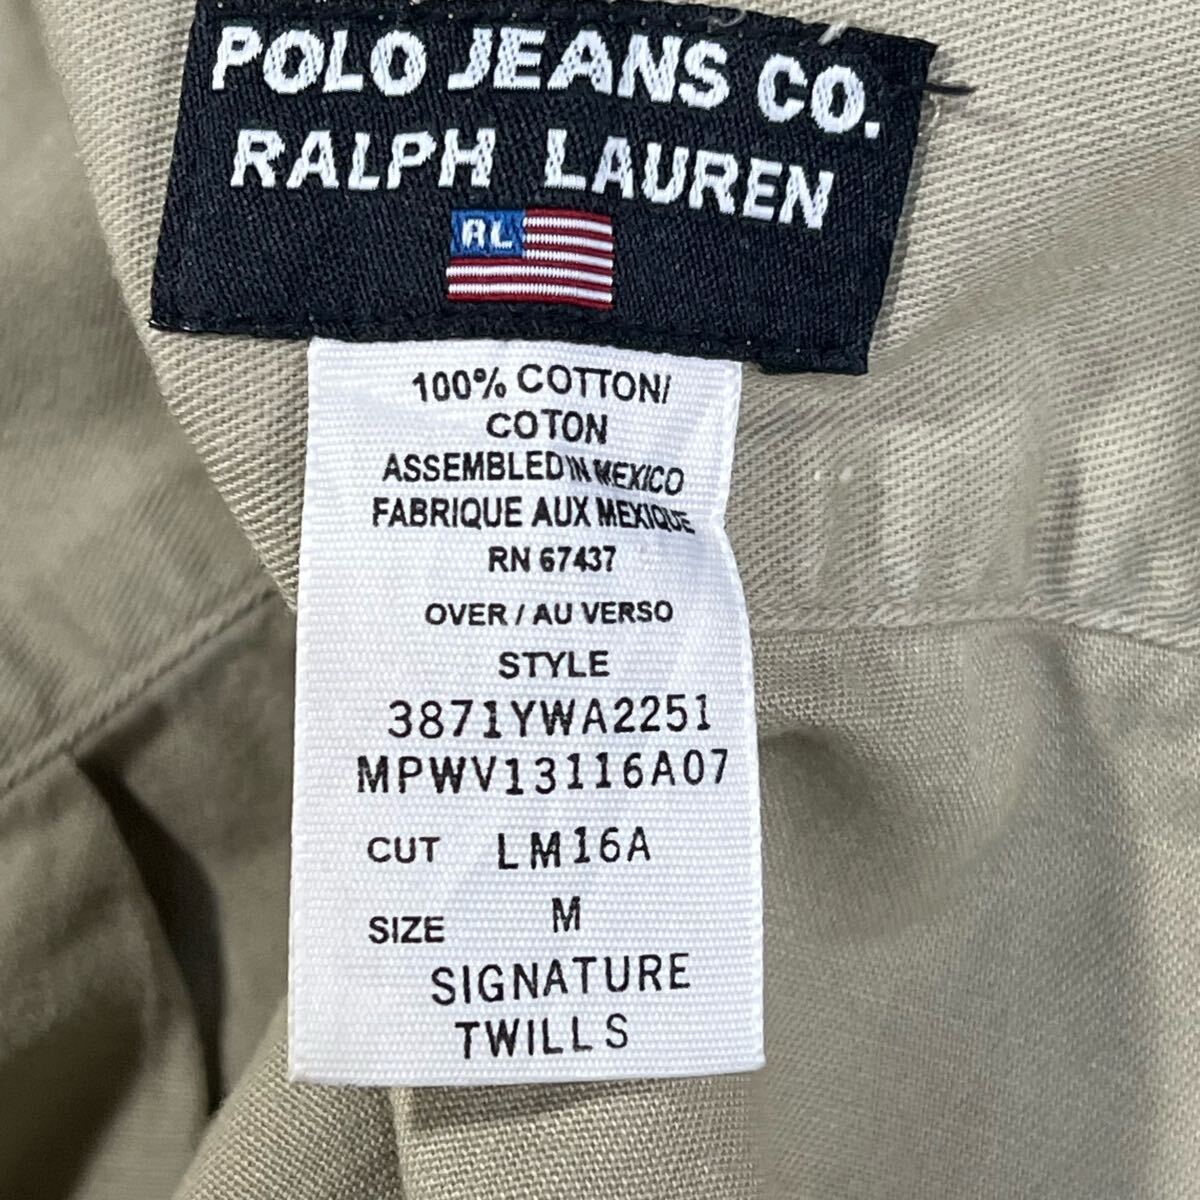 POLO JEANS CO.
RALPH LAUREN
RL
100% COTTON/
COTON
ASSEMBLED IN MEXICO
FABRIQUE AUX MEXIQUE
RN 67437
OVER / AU VERSO
STYLE
3871YWA2251
MPWV13116A07
CUT LM16A
SIZE M
SIGNATURE
TWILLS